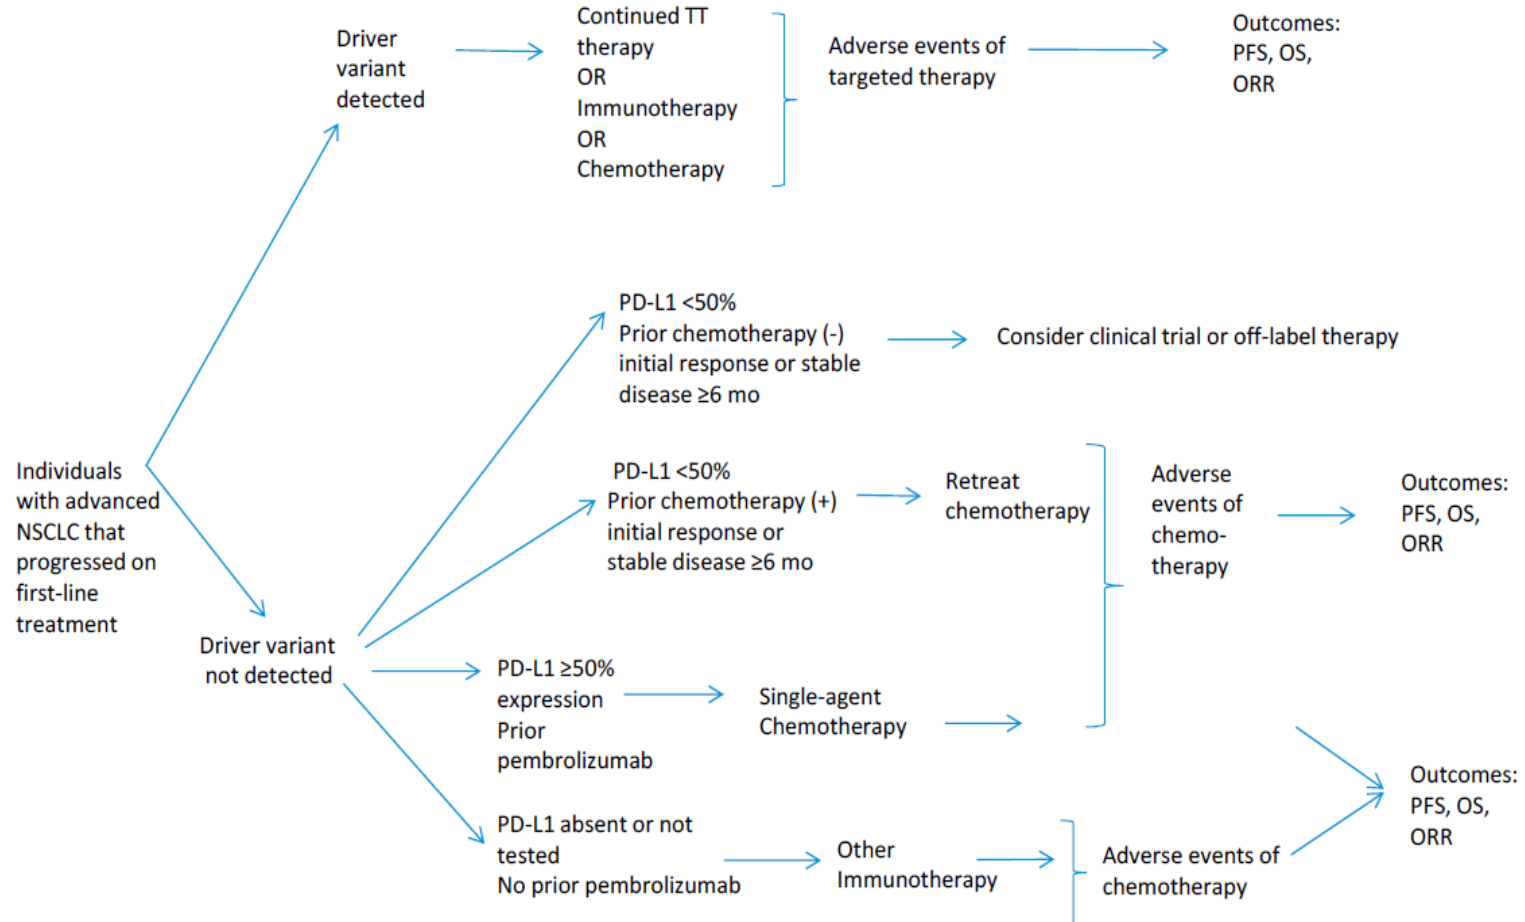 Driver
variant
detected
Continued TT
therapy
OR
Immunotherapy
OR
Chemotherapy
Adverse events of
targeted therapy
Outcomes:
PFS, OS,
ORR
PD-L1 <50%
Prior chemotherapy (-)
initial response or stable
disease ≥6 mo
Consider clinical trial or off-label therapy
Individuals
with advanced
NSCLC that
progressed on
first-line
treatment
PD-L1 <50%
Prior chemotherapy (+)
initial response or
stable disease ≥6 mo
Retreat
chemotherapy
Adverse
events of
chemo-
therapy
Outcomes:
PFS, OS,
ORR
Driver variant
not detected
PD-L1 ≥50%
expression
Prior
pembrolizumab
Single-agent
Chemotherapy
PD-L1 absent or not
tested
No prior pembrolizumab
Other
Immunotherapy
Adverse events of
chemotherapy
Outcomes:
PFS, OS,
ORR